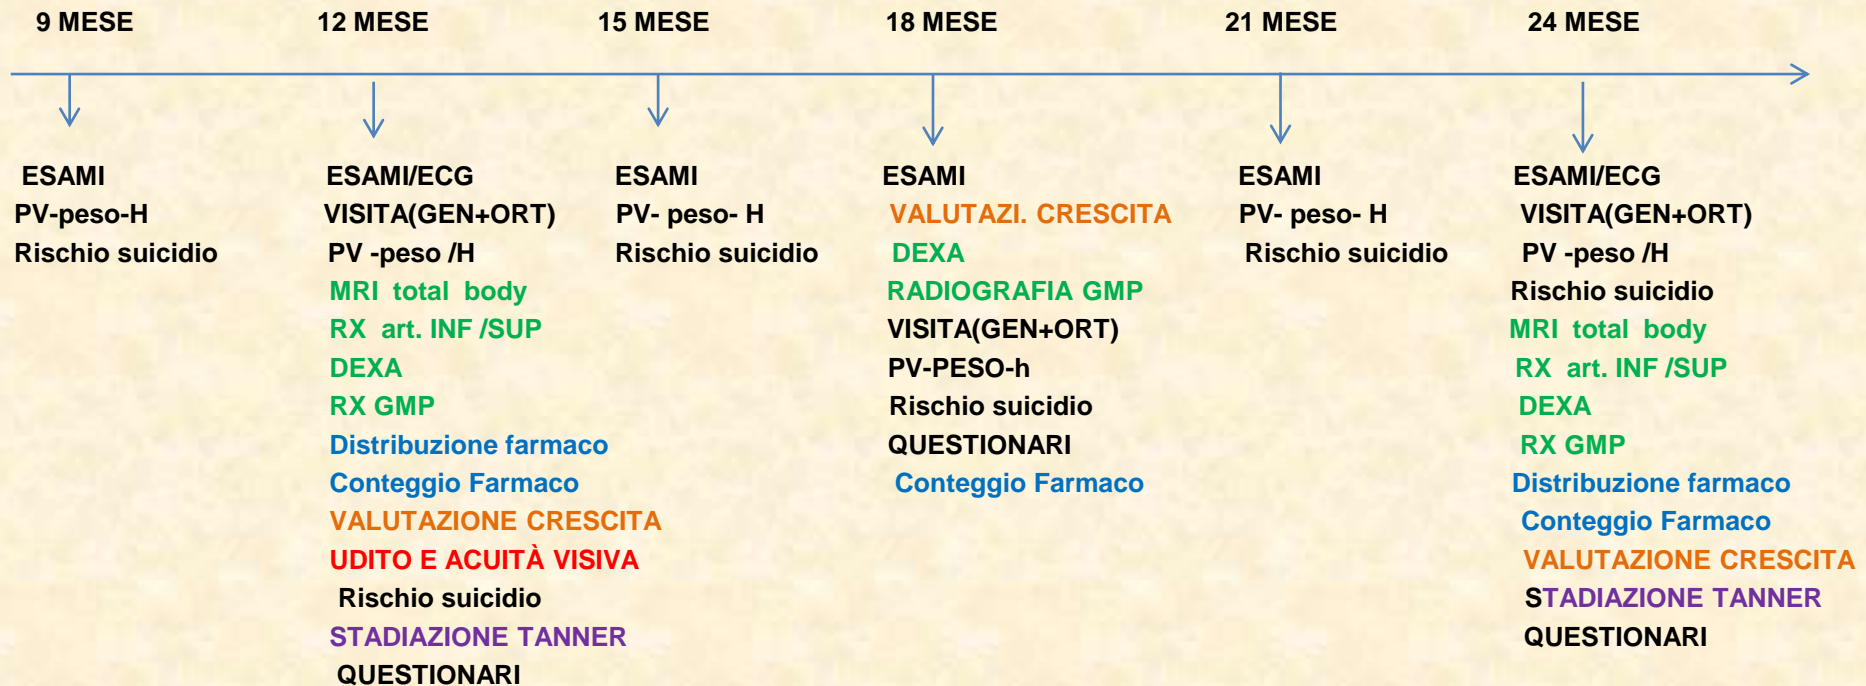 9 MESE
12 MESE
15 MESE
18 MESE
21 MESE
24 MESE
ESAMI
PV-peso-H
Rischio suicidio
ESAMI/ECG
VISITA(GEN+ORT)
PV -peso /H
MRI total body
RX art. INF /SUP
DEXA
RX GMP
Distribuzione farmaco
Conteggio Farmaco
VALUTAZIONE CRESCITA
UDITO E ACUITÀ VISIVA
Rischio suicidio
STADIAZIONE TANNER
QUESTIONARI
ESAMI
PV- peso- H
Rischio suicidio
ESAMI
VALUTAZI. CRESCITA
DEXA
RADIOGRAFIA GMP
VISITA(GEN+ORT)
PV-PESO-h
Rischio suicidio
QUESTIONARI
Conteggio Farmaco
ESAMI
PV- peso- H
Rischio suicidio
ESAMI/ECG
VISITA(GEN+ORT)
PV -peso /H
Rischio suicidio
MRI total body
RX art. INF /SUP
DEXA
RX GMP
Distribuzione farmaco
Conteggio Farmaco
VALUTAZIONE CRESCITA
STADIAZIONE TANNER
QUESTIONARI